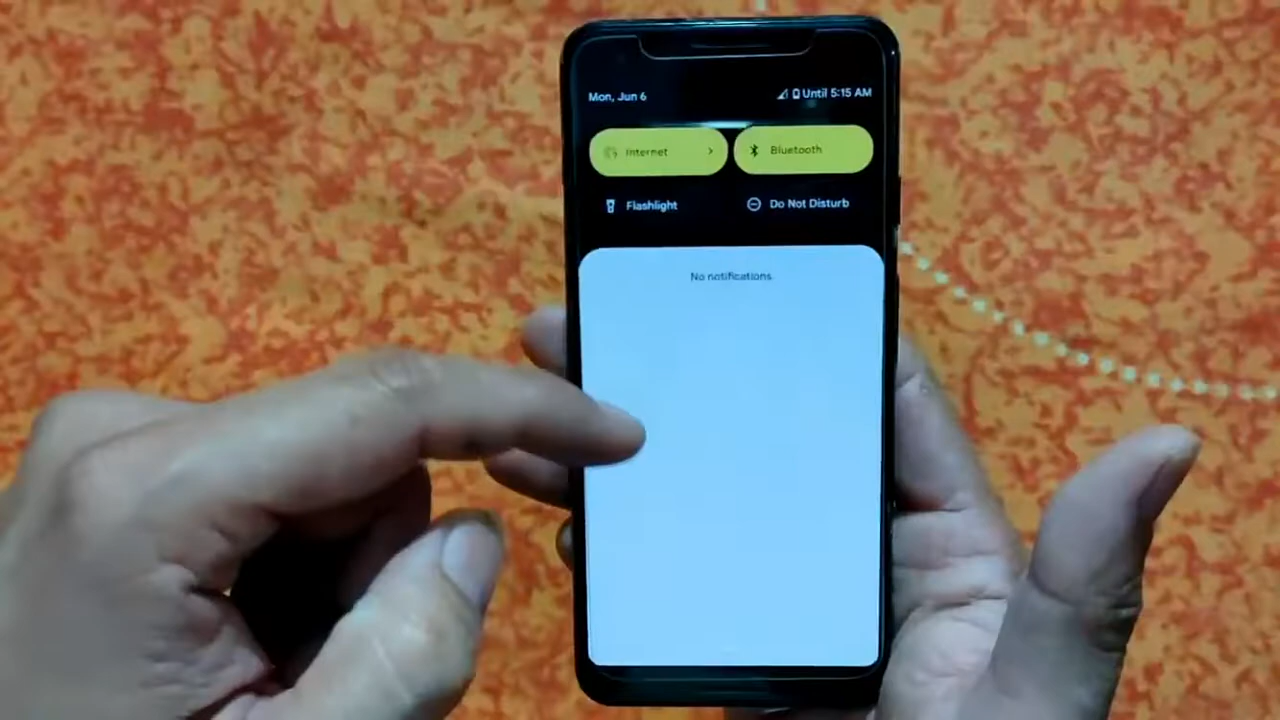 Mon, Jun 6 Until 5:15 AM
Internet Bluetooth
Flashlight Do Not Disturb
No notifications